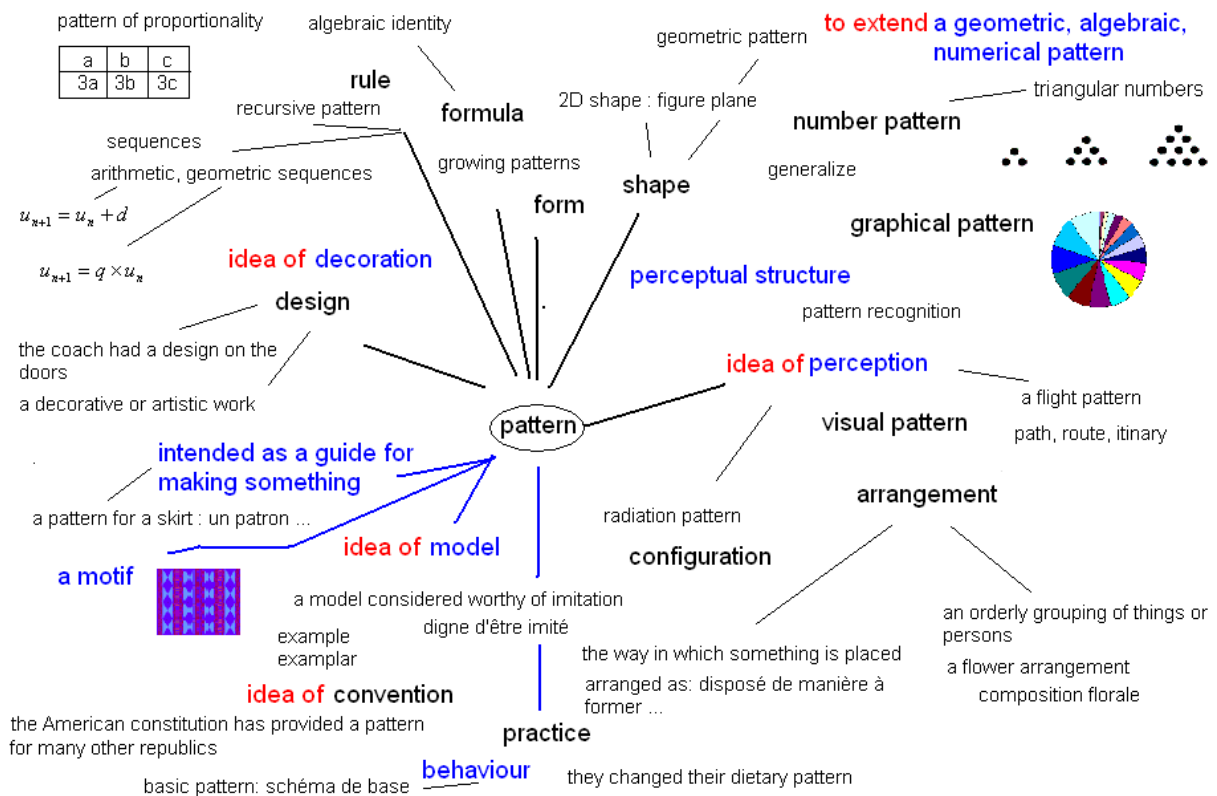 pattern of proportionality
a b c
3a 3b 3c
algebraic identity
rule
formula
recursive pattern
sequences
arithmetic, geometric sequences
uₙ₊₁ = uₙ + d
uₙ₊₁ = q × uₙ
growing patterns
form
geometric pattern
2D shape : figure plane
shape
to extend a geometric, algebraic,
numerical pattern
triangular numbers
number pattern
generalize
graphical pattern
perceptual structure
pattern recognition
idea of decoration
design
the coach had a design on the
doors
a decorative or artistic work
pattern
idea of perception
visual pattern
a flight pattern
path, route, itinary
arrangement
radiation pattern
configuration
intended as a guide for
making something
a pattern for a skirt : un patron ...
a motif
idea of model
a model considered worthy of imitation
digne d'être imité
example
examplar
idea of convention
the American constitution has provided a pattern
for many other republics
practice
behaviour
basic pattern: schéma de base
they changed their dietary pattern
the way in which something is placed
arranged as: disposé de manière à
former ...
an orderly grouping of things or
persons
a flower arrangement
composition florale